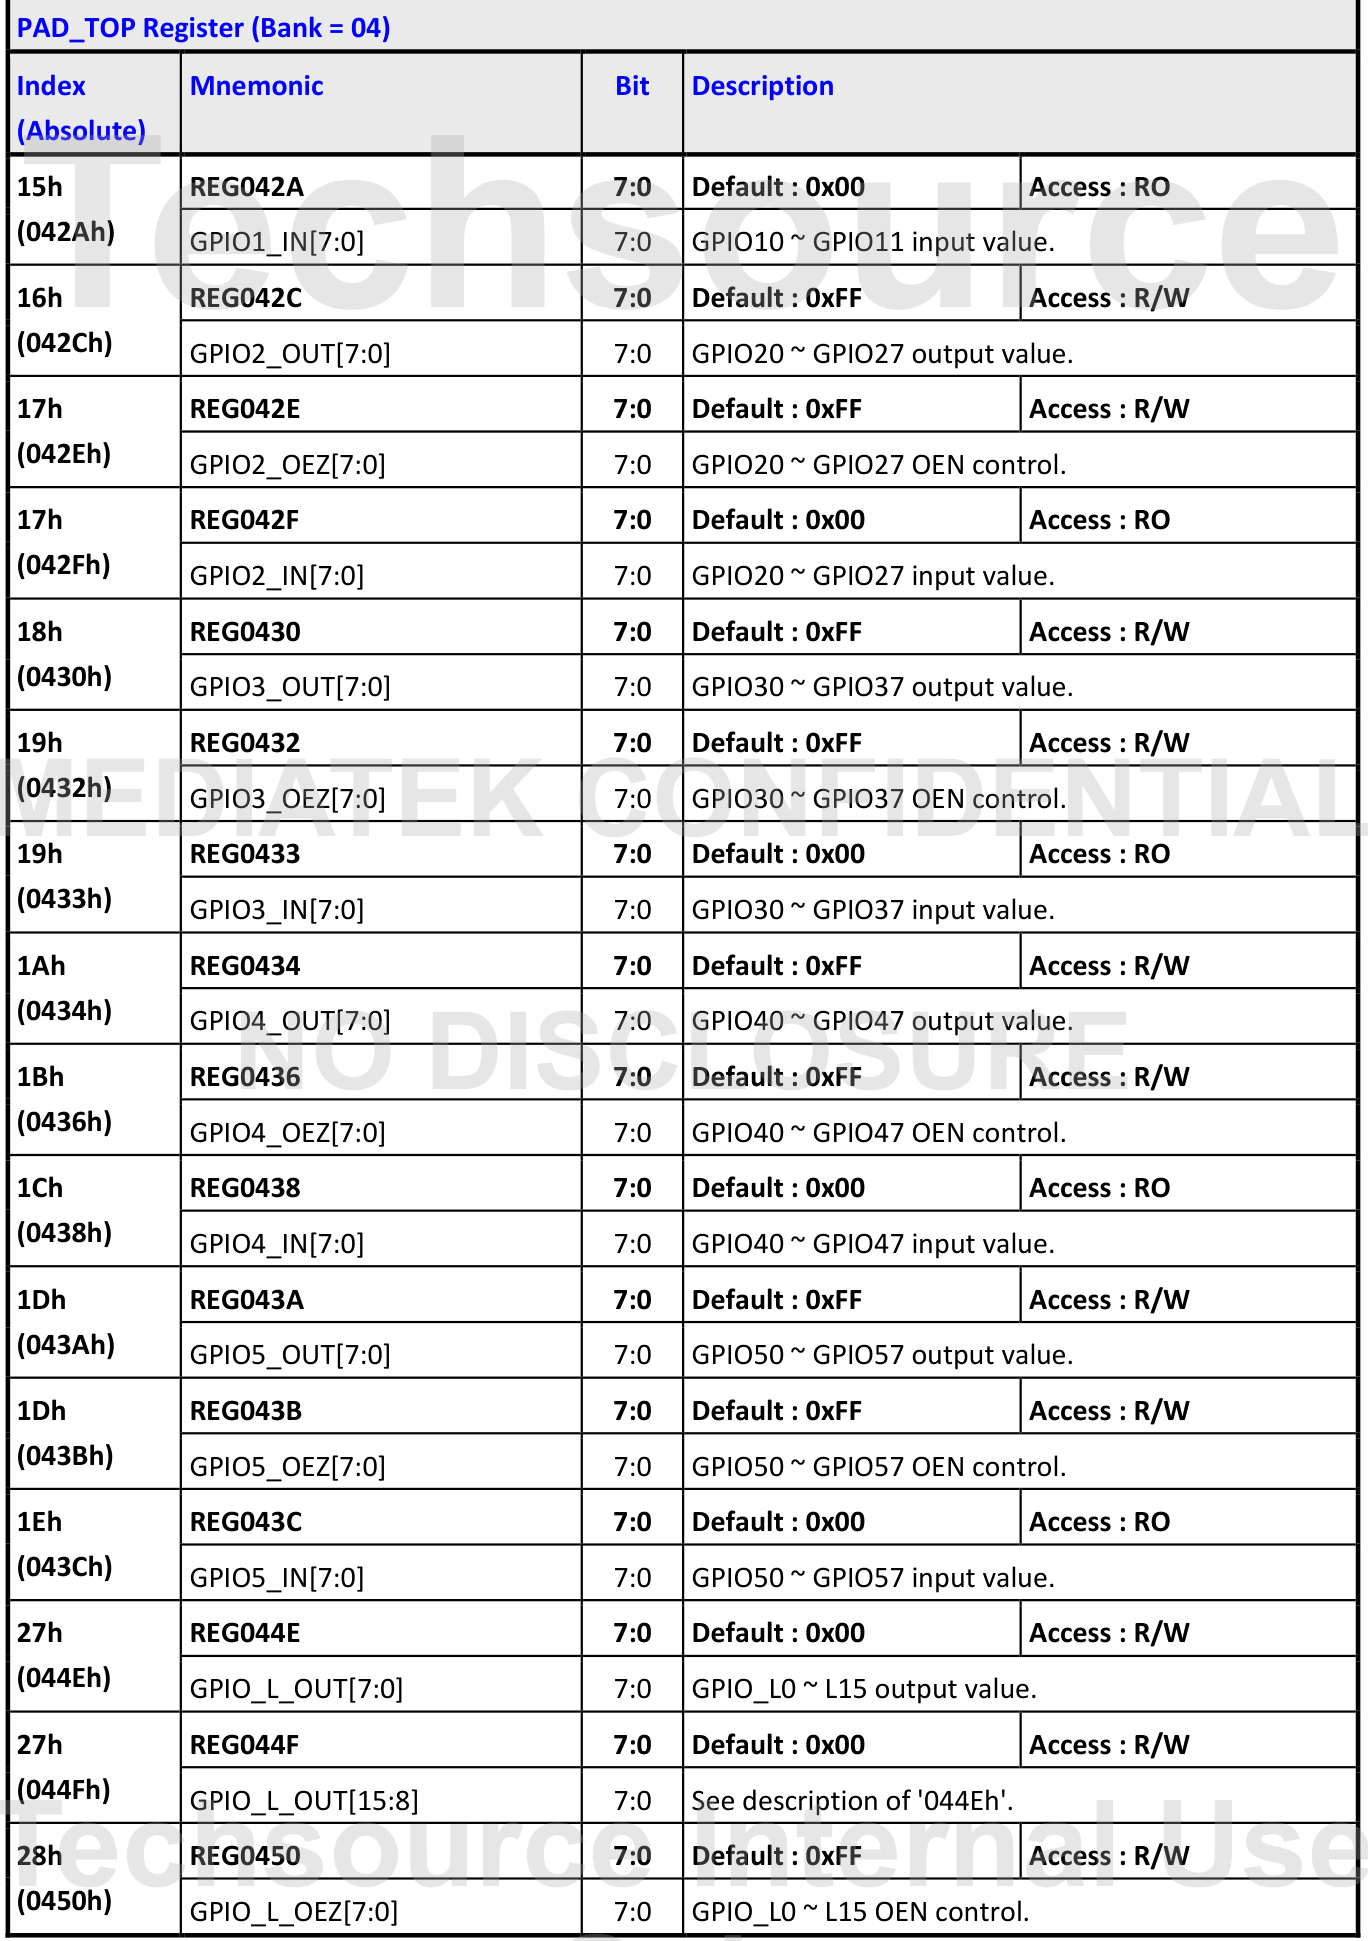 PAD_TOP Register (Bank = 04)
Index (Absolute) Mnemonic Bit Description
15h (042Ah) REG042A 7:0 Default : 0x00 Access : RO
GPIO1_IN[7:0] 7:0 GPIO10 ~ GPIO11 input value.
16h (042Ch) REG042C 7:0 Default : 0xFF Access : R/W
GPIO2_OUT[7:0] 7:0 GPIO20 ~ GPIO27 output value.
17h (042Eh) REG042E 7:0 Default : 0xFF Access : R/W
GPIO2_OEZ[7:0] 7:0 GPIO20 ~ GPIO27 OEN control.
17h (042Fh) REG042F 7:0 Default : 0x00 Access : RO
GPIO2_IN[7:0] 7:0 GPIO20 ~ GPIO27 input value.
18h (0430h) REG0430 7:0 Default : 0xFF Access : R/W
GPIO3_OUT[7:0] 7:0 GPIO30 ~ GPIO37 output value.
19h (0432h) REG0432 7:0 Default : 0xFF Access : R/W
GPIO3_OEZ[7:0] 7:0 GPIO30 ~ GPIO37 OEN control.
19h (0433h) REG0433 7:0 Default : 0x00 Access : RO
GPIO3_IN[7:0] 7:0 GPIO30 ~ GPIO37 input value.
1Ah (0434h) REG0434 7:0 Default : 0xFF Access : R/W
GPIO4_OUT[7:0] 7:0 GPIO40 ~ GPIO47 output value.
1Bh (0436h) REG0436 7:0 Default : 0xFF Access : R/W
GPIO4_OEZ[7:0] 7:0 GPIO40 ~ GPIO47 OEN control.
1Ch (0438h) REG0438 7:0 Default : 0x00 Access : RO
GPIO4_IN[7:0] 7:0 GPIO40 ~ GPIO47 input value.
1Dh (043Ah) REG043A 7:0 Default : 0xFF Access : R/W
GPIO5_OUT[7:0] 7:0 GPIO50 ~ GPIO57 output value.
1Dh (043Bh) REG043B 7:0 Default : 0xFF Access : R/W
GPIO5_OEZ[7:0] 7:0 GPIO50 ~ GPIO57 OEN control.
1Eh (043Ch) REG043C 7:0 Default : 0x00 Access : RO
GPIO5_IN[7:0] 7:0 GPIO50 ~ GPIO57 input value.
27h (044Eh) REG044E 7:0 Default : 0x00 Access : R/W
GPIO_L_OUT[7:0] 7:0 GPIO_L0 ~ L15 output value.
27h (044Fh) REG044F 7:0 Default : 0x00 Access : R/W
GPIO_L_OUT[15:8] 7:0 See description of '044Eh'.
28h (0450h) REG0450 7:0 Default : 0xFF Access : R/W
GPIO_L_OEZ[7:0] 7:0 GPIO_L0 ~ L15 OEN control.
Techsource
MEDIATEK CONFIDENTIAL
NO DISCLOSURE
Techsource Internal Use